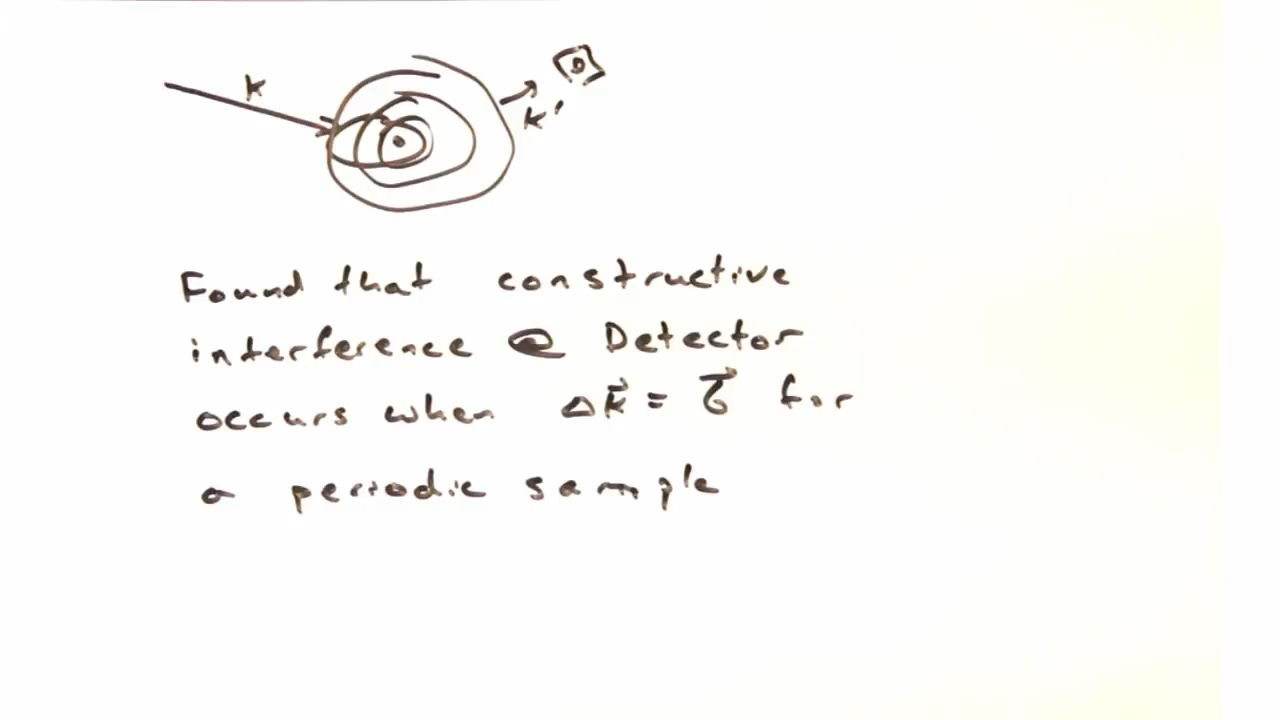 k
D
k'
Found that constructive
interference @ Detector
occurs when Δk⃗ = G⃗ for
a periodic sample